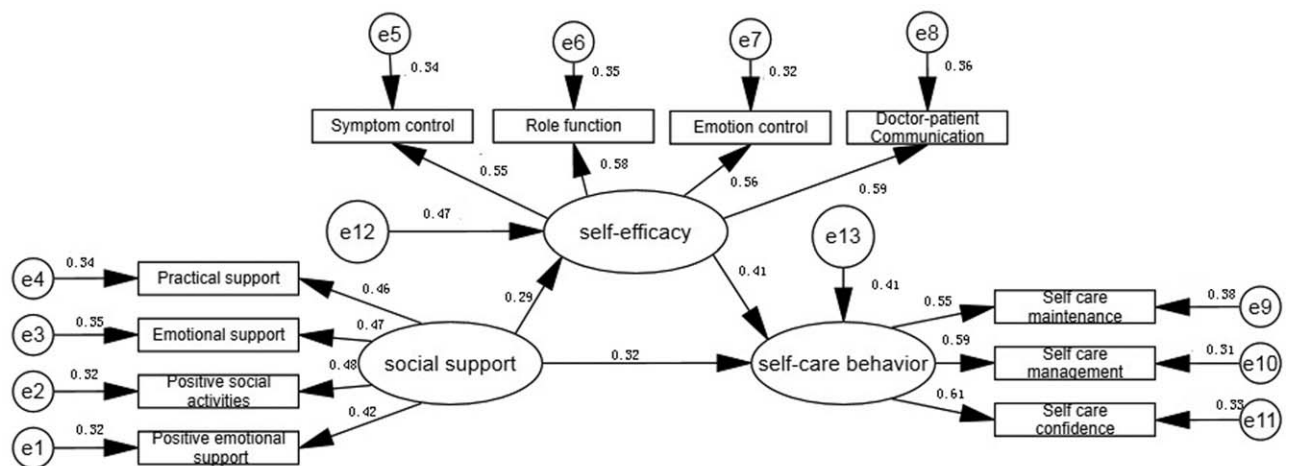 e5
e6
e7
e8
0.34
0.35
0.32
0.36
Symptom control
Role function
Emotion control
Doctor-patient
Communication
0.55
0.58
0.56
0.59
e12
0.47
self-efficacy
e13
e4
0.34
Practical support
0.46
0.29
0.41
0.41
e3
0.35
Emotional support
0.47
social support
0.32
self-care behavior
0.55
Self care
maintenance
0.38
e9
e2
0.32
Positive social
activities
0.48
0.59
Self care
management
0.31
e10
e1
0.32
Positive emotional
support
0.42
0.61
Self care
confidence
0.33
e11